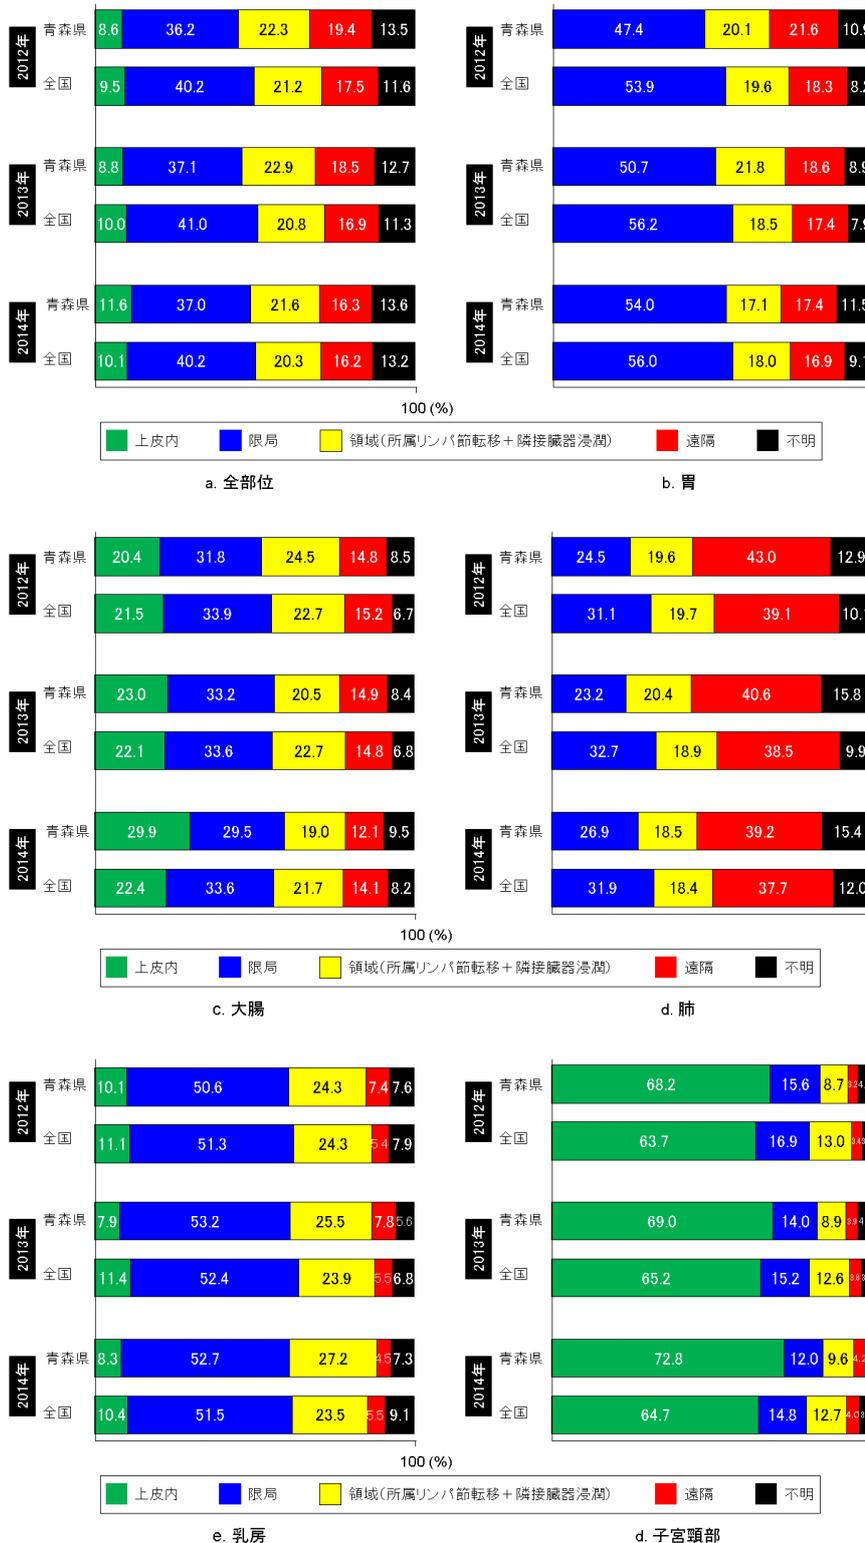 2012年
青森県 8.6 36.2 22.3 19.4 13.5
全国 9.5 40.2 21.2 17.5 11.6
2013年
青森県 8.8 37.1 22.9 18.5 12.7
全国 10.0 41.0 20.8 16.9 11.3
2014年
青森県 11.6 37.0 21.6 16.3 13.6
全国 10.1 40.2 20.3 16.2 13.2
2012年
青森県 47.4 20.1 21.6
全国 53.9 19.6 18.3
2013年
青森県 50.7 21.8 18.6
全国 56.2 18.5 17.4
2014年
青森県 54.0 17.1 17.4 11.5
全国 56.0 18.0 16.9
100 (%)
上皮内 限局 領域(所属リンパ節転移+隣接臓器浸潤) 遠隔 不明
a. 全部位
b. 胃
2012年
青森県 20.4 31.8 24.5 14.8 8.5
全国 21.5 33.9 22.7 15.2 6.7
2013年
青森県 23.0 33.2 20.5 14.9 8.4
全国 22.1 33.6 22.7 14.8 6.8
2014年
青森県 29.9 29.5 19.0 12.1 9.5
全国 22.4 33.6 21.7 14.1 8.2
2012年
青森県 24.5 19.6 43.0 12.9
全国 31.1 19.7 39.1
2013年
青森県 23.2 20.4 40.6 15.8
全国 32.7 18.9 38.5 9.9
2014年
青森県 26.9 18.5 39.2 15.4
全国 31.9 18.4 37.7 12.0
100 (%)
上皮内 限局 領域(所属リンパ節転移+隣接臓器浸潤) 遠隔 不明
c. 大腸
d. 肺
2012年
青森県 10.1 50.6 24.3 7.4 7.6
全国 11.1 51.3 24.3 5.4 7.9
2013年
青森県 7.9 53.2 25.5 7.8 5.6
全国 11.4 52.4 23.9 5.5 6.8
2014年
青森県 8.3 52.7 27.2 4.5 7.3
全国 10.4 51.5 23.5 5.5 9.1
2012年
青森県 68.2 15.6 8.7
全国 63.7 16.9 13.0
2013年
青森県 69.0 14.0 8.9
全国 65.2 15.2 12.6
2014年
青森県 72.8 12.0 9.6
全国 64.7 14.8 12.7
100 (%)
上皮内 限局 領域(所属リンパ節転移+隣接臓器浸潤) 遠隔 不明
e. 乳房
d. 子宮頸部